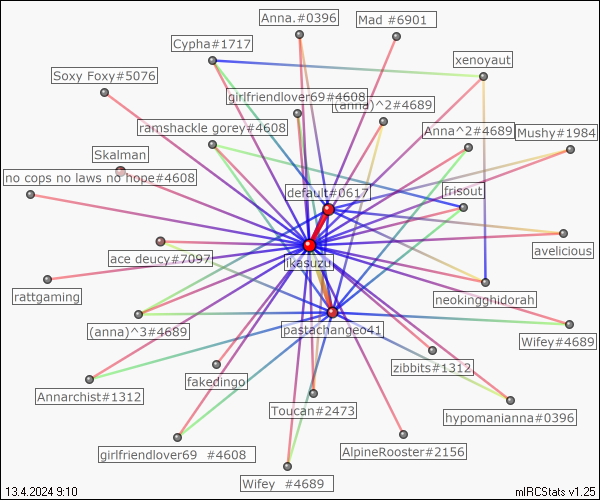 Anna.#0396
Mad #6901
Cypha#1717
xenoyaut
Soxy Foxy#5076
girlfriendlover69#4608
(anna)^2#4689
ramshackle gorey#4608
Anna^2#4689
Mushy#1984
Skalman
no cops no laws no hope#4608
default#0617
frisout
avelicious
ace deucy#7097
ikasuzu
rattgaming
neokingghidorah
(anna)^3#4689
pastachangeo41
Wifey#4689
zibbits#1312
fakedingo
Annarchist#1312
Toucan#2473
hypomanianna#0396
girlfriendlover69 #4608
AlpineRooster#2156
Wifey #4689
13.4.2024 9:10
mIRCStats v1.25